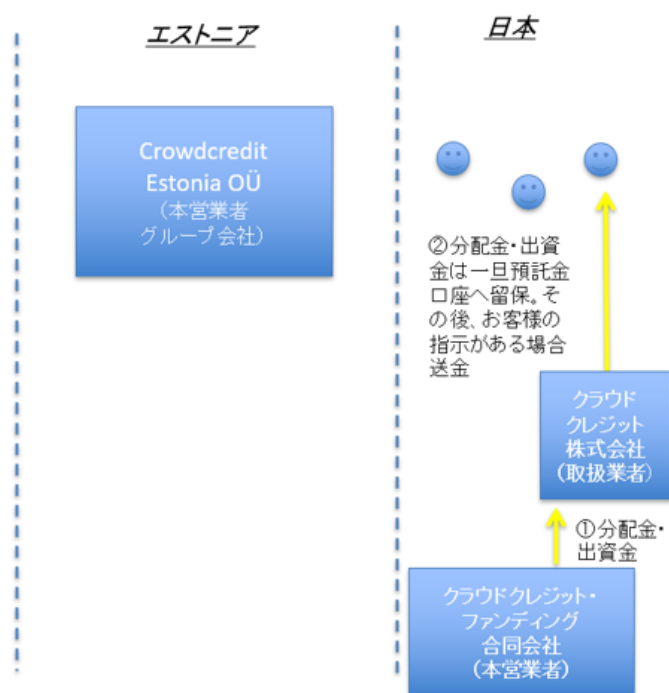 エストニア
日本
Crowdcredit
Estonia OÜ
（本営業者
グループ会社）
②分配金・出資
金は一旦預託金
口座へ留保。そ
の後、お客様の
指示がある場合
送金
クラウド
クレジット
株式会社
（取扱業者）
①分配金・
出資金
クラウドクレジット・
ファンディング
合同会社
（本営業者）